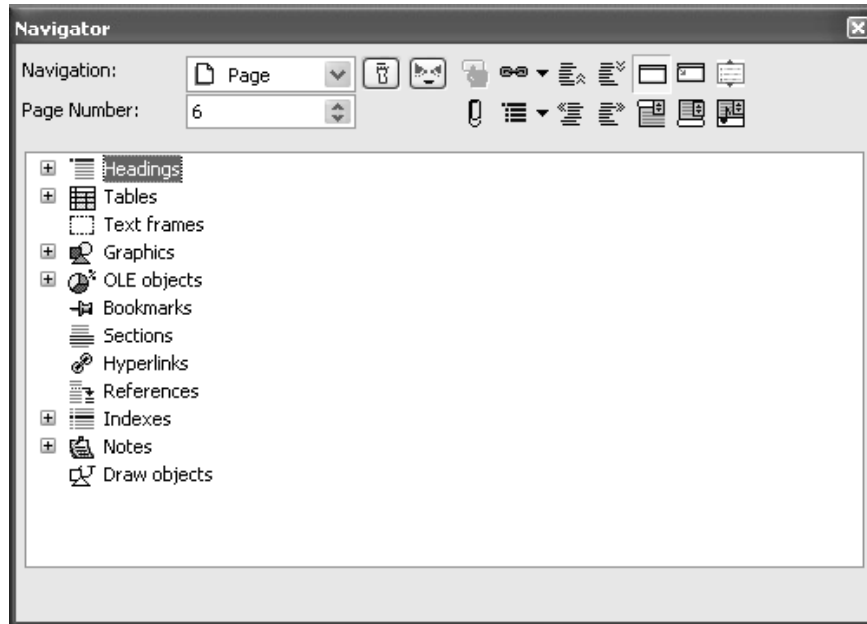 Navigator
Navigation: Page
Page Number: 6
Headings
Tables
Text frames
Graphics
OLE objects
Bookmarks
Sections
Hyperlinks
References
Indexes
Notes
Draw objects